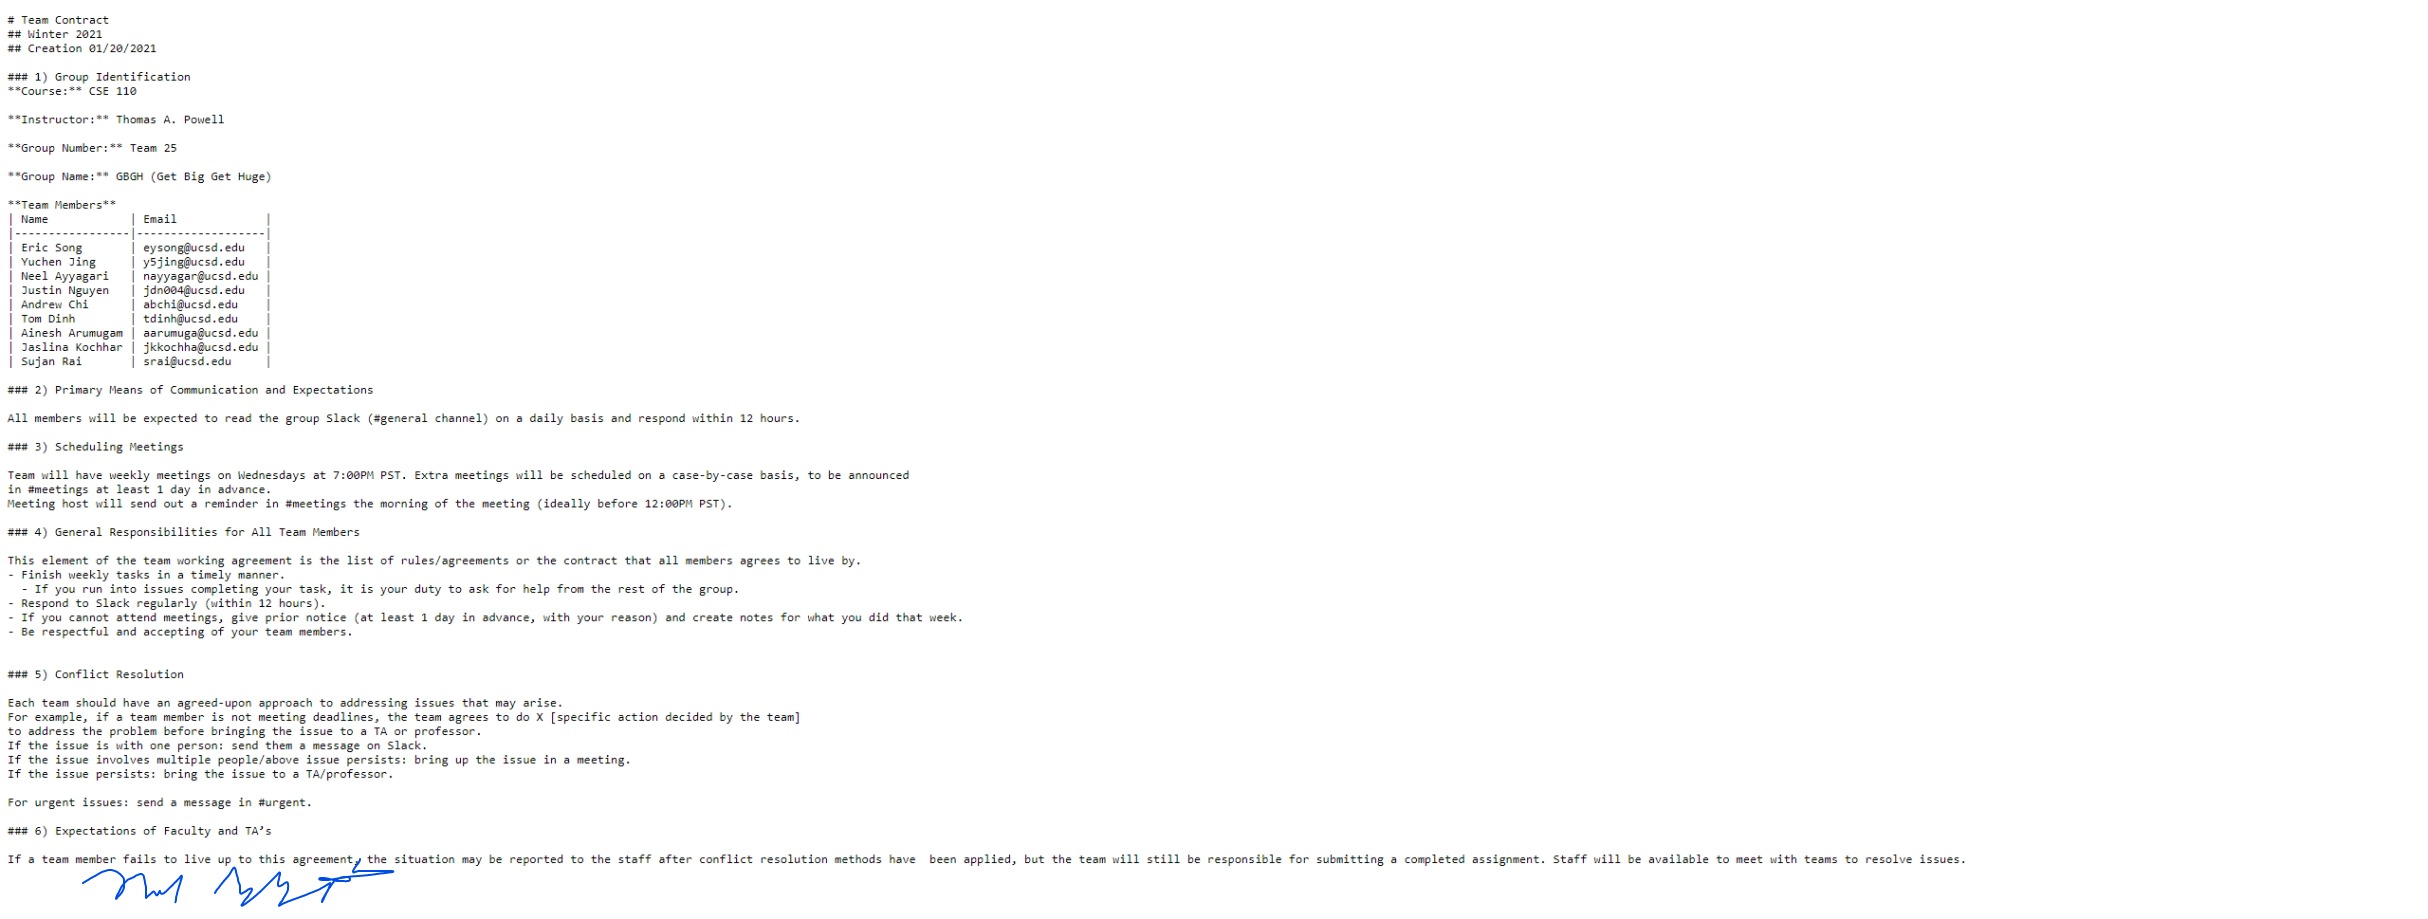 # Team Contract
## Winter 2021
## Creation 01/20/2021
### 1) Group Identification
**Course:** CSE 110
**Instructor:** Thomas A. Powell
**Group Number:** Team 25
**Group Name:** GBGH (Get Big Get Huge)
**Team Members**
| Name | Email |
|-----------------|-------------------|
| Eric Song | eysong@ucsd.edu |
| Yuchen Jing | y5jing@ucsd.edu |
| Neel Ayyagari | nayyagar@ucsd.edu |
| Justin Nguyen | jdn004@ucsd.edu |
| Andrew Chi | abchi@ucsd.edu |
| Tom Dinh | tdinh@ucsd.edu |
| Ainesh Arumugam | aarumuga@ucsd.edu |
| Jaslina Kochhar | jkkochha@ucsd.edu |
| Sujan Rai | srai@ucsd.edu |
### 2) Primary Means of Communication and Expectations
All members will be expected to read the group Slack (#general channel) on a daily basis and respond within 12 hours.
### 3) Scheduling Meetings
Team will have weekly meetings on Wednesdays at 7:00PM PST. Extra meetings will be scheduled on a case-by-case basis, to be announced
in #meetings at least 1 day in advance.
Meeting host will send out a reminder in #meetings the morning of the meeting (ideally before 12:00PM PST).
### 4) General Responsibilities for All Team Members
This element of the team working agreement is the list of rules/agreements or the contract that all members agrees to live by.
- Finish weekly tasks in a timely manner.
- If you run into issues completing your task, it is your duty to ask for help from the rest of the group.
- Respond to Slack regularly (within 12 hours).
- If you cannot attend meetings, give prior notice (at least 1 day in advance, with your reason) and create notes for what you did that week.
- Be respectful and accepting of your team members.
### 5) Conflict Resolution
Each team should have an agreed-upon approach to addressing issues that may arise.
For example, if a team member is not meeting deadlines, the team agrees to do X [specific action decided by the team]
to address the problem before bringing the issue to a TA or professor.
If the issue is with one person: send them a message on Slack.
If the issue involves multiple people/above issue persists: bring up the issue in a meeting.
If the issue persists: bring the issue to a TA/professor.
For urgent issues: send a message in #urgent.
### 6) Expectations of Faculty and TA's
If a team member fails to live up to this agreement, the situation may be reported to the staff after conflict resolution methods have  been applied, but the team will still be responsible for submitting a completed assignment. Staff will be available to meet with teams to resolve issues.